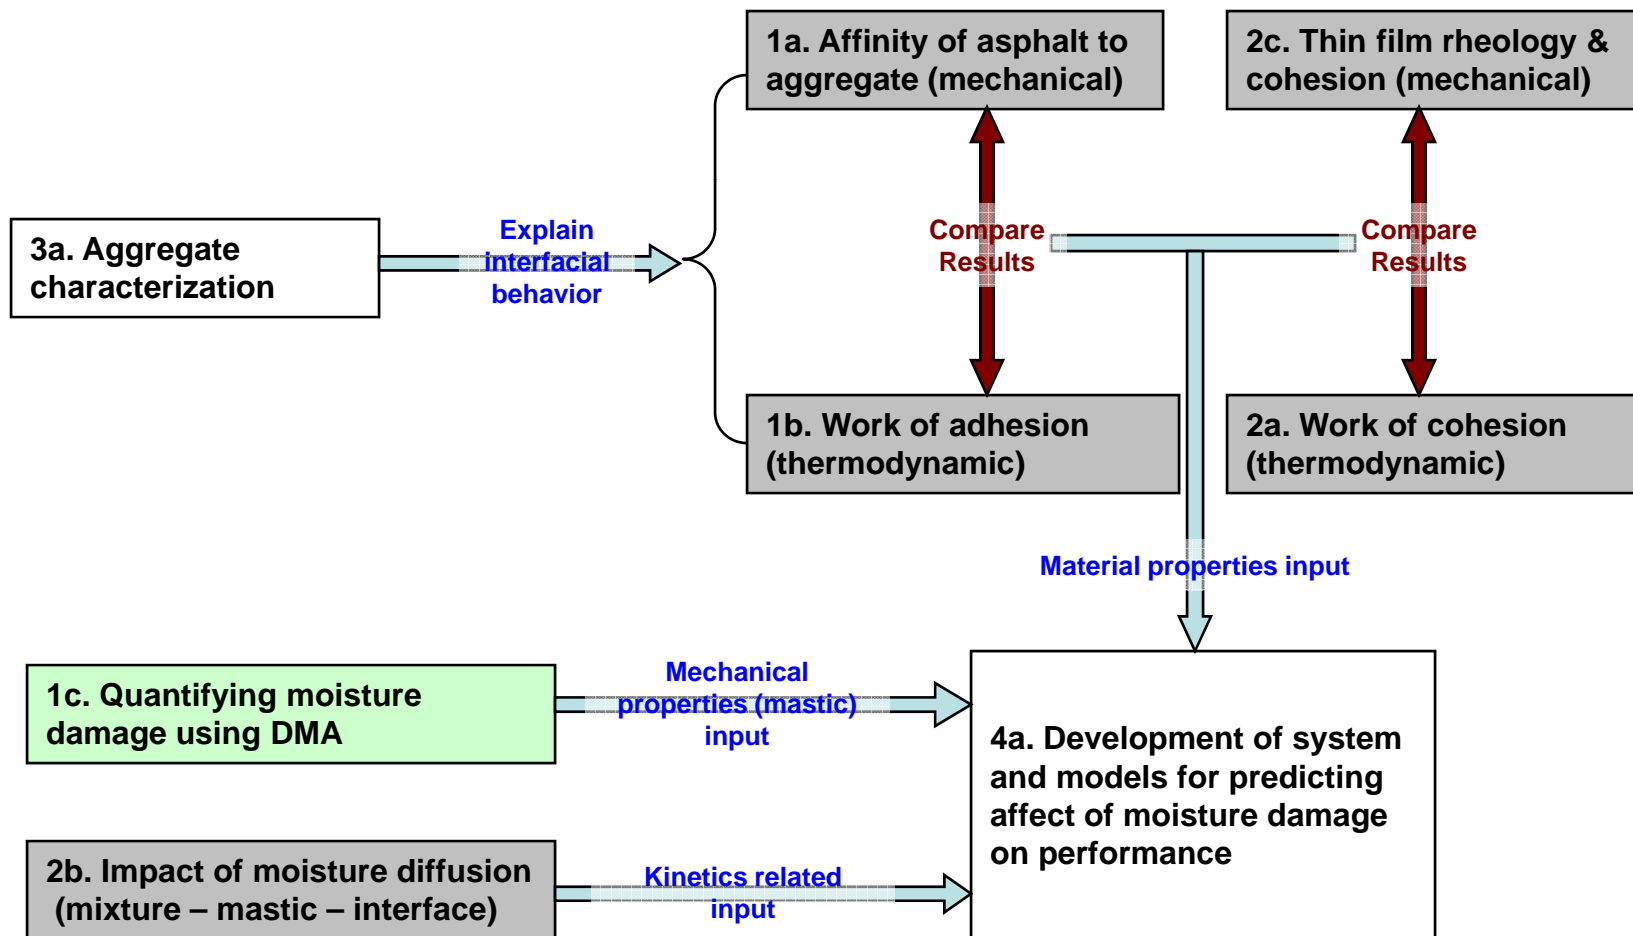 1a. Affinity of asphalt to
aggregate (mechanical)
2c. Thin film rheology &
cohesion (mechanical)
3a. Aggregate
characterization
Explain
interfacial
behavior
Compare
Results
Compare
Results
1b. Work of adhesion
(thermodynamic)
2a. Work of cohesion
(thermodynamic)
Material properties input
1c. Quantifying moisture
damage using DMA
Mechanical
properties (mastic)
input
4a. Development of system
and models for predicting
affect of moisture damage
on performance
2b. Impact of moisture diffusion
(mixture – mastic – interface)
Kinetics related
input